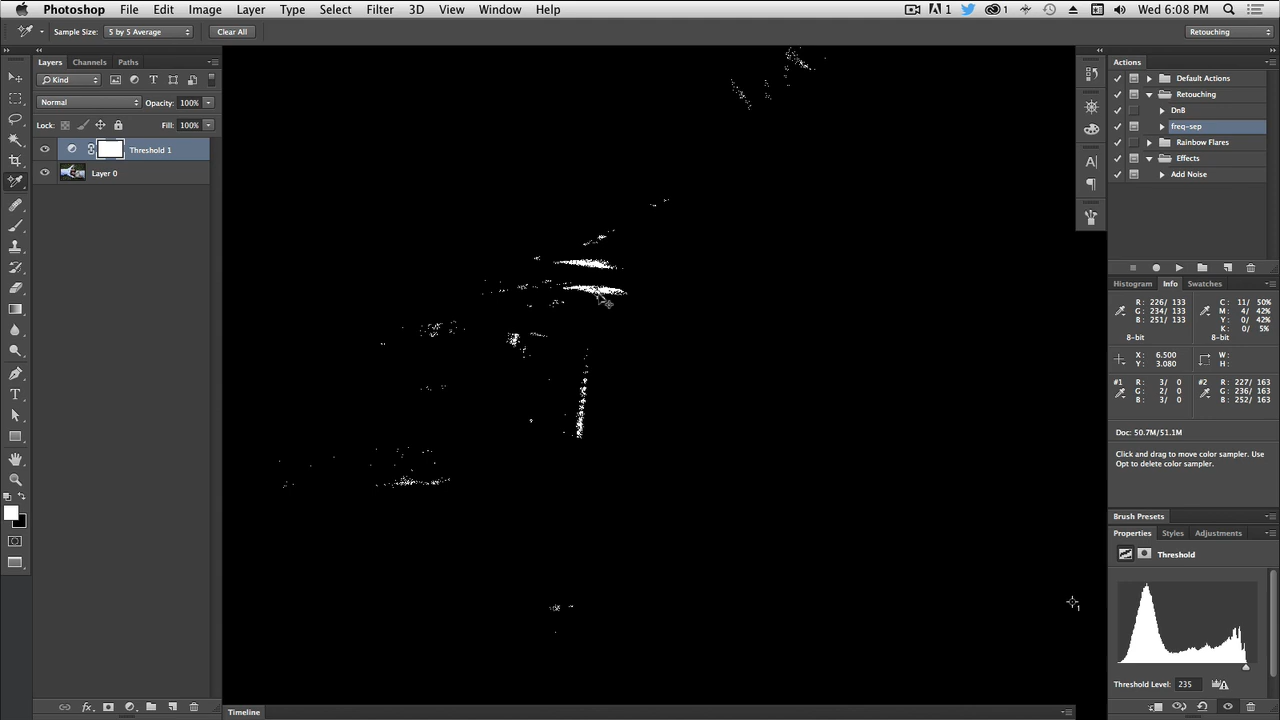 Photoshop File Edit Image Layer Type Select Filter 3D View Window Help 1 1 Wed 6:08 PM
Sample Size: 5 by 5 Average Clear All Retouching
Layers Channels Paths
Kind
Normal Opacity: 100%
Lock: Fill: 100%
Threshold 1
Layer 0
Actions
Default Actions
Retouching
DnB
freq-sep
Rainbow Flares
Effects
Add Noise
Histogram Info Swatches
R: 226/ 133 C: 11/ 50%
G: 234/ 133 M: 4/ 42%
B: 251/ 133 Y: 0/ 42%
K: 0/ 5%
8-bit 8-bit
X: 6.500 W:
Y: 3.080 H:
#1 R: 3/ 0 #2 R: 227/ 163
G: 2/ 0 G: 236/ 163
B: 3/ 0 B: 252/ 163
Doc: 50.7M/51.1M
Click and drag to move color sampler. Use
Opt to delete color sampler.
Brush Presets
Properties Styles Adjustments
Threshold
1
Threshold Level: 235
Timeline